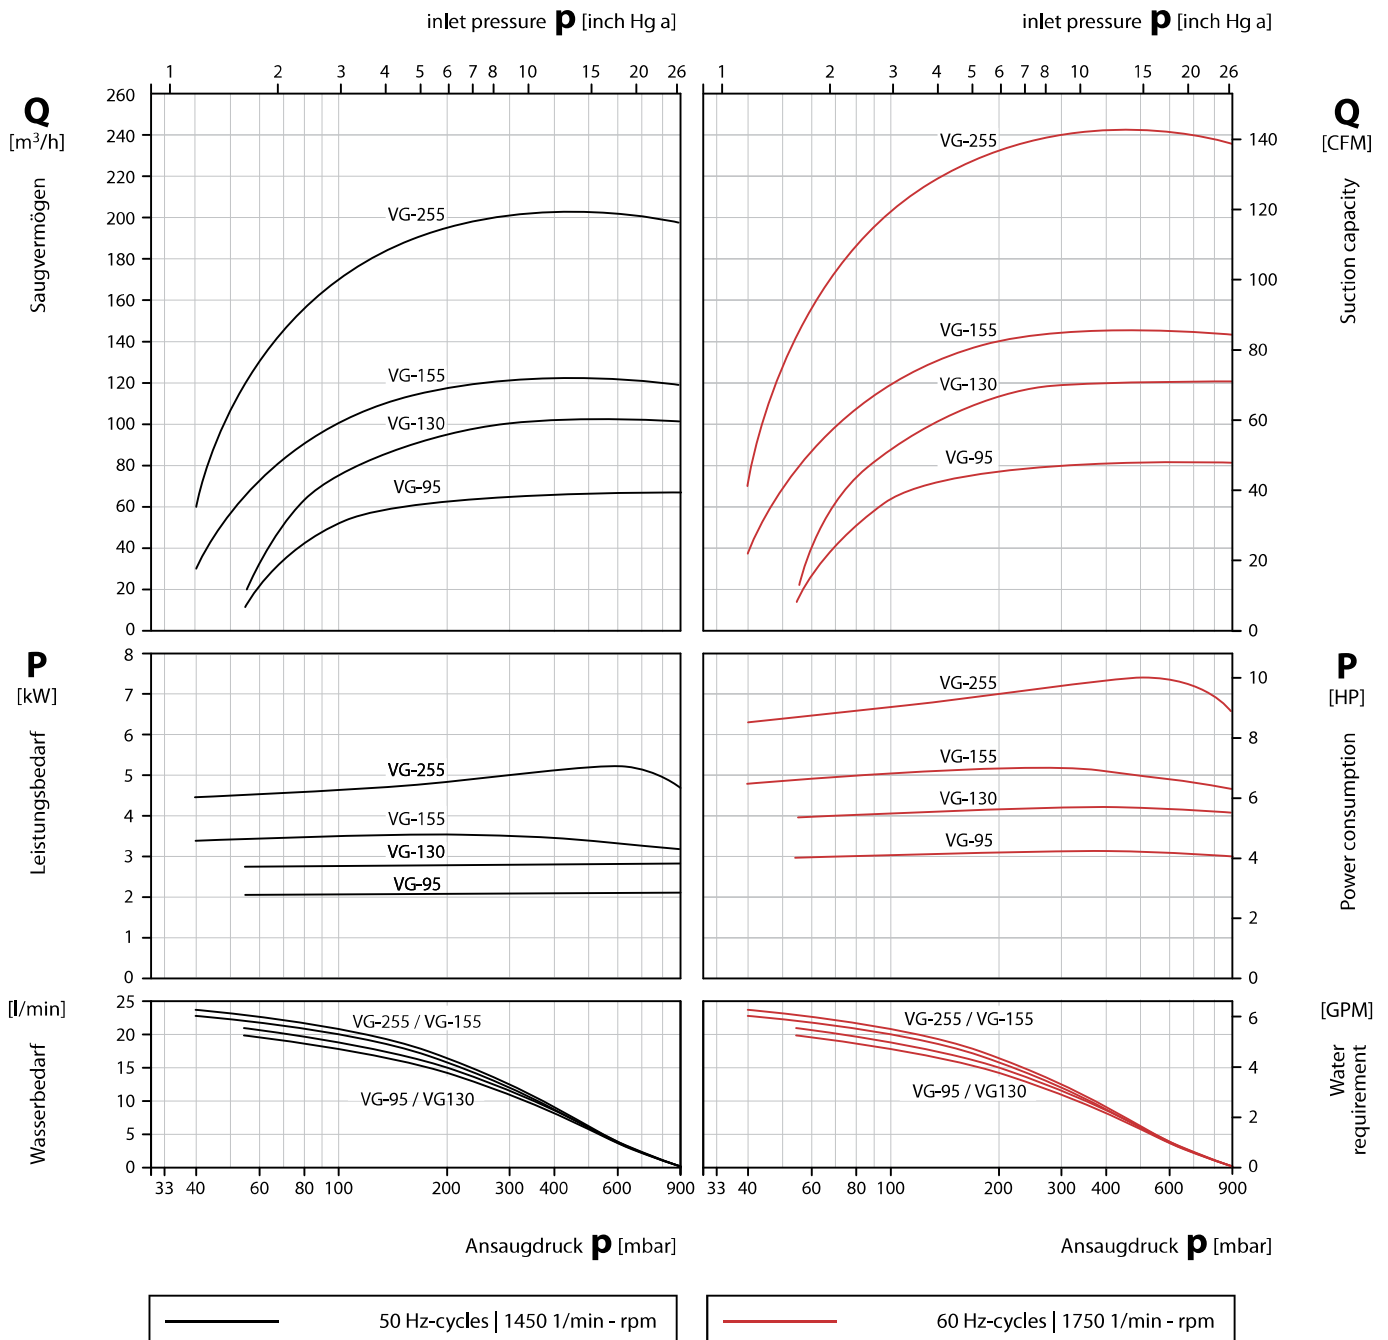 inlet pressure p [inch Hg a]
inlet pressure p [inch Hg a]
1 2 3 4 5 6 7 8 10 15 20 26
1 2 3 4 5 6 7 8 10 15 20 26
Q
[m³/h]
Saugvermögen
260
240
220
200
180
160
140
120
100
80
60
40
20
0
VG-255
VG-155
VG-130
VG-95
VG-255
VG-155
VG-130
VG-95
140
120
100
80
60
40
20
0
Q
[CFM]
Suction capacity
P
[kW]
Leistungsbedarf
8
7
6
5
4
3
2
1
0
VG-255
VG-155
VG-130
VG-95
VG-255
VG-155
VG-130
VG-95
10
8
6
4
2
0
P
[HP]
Power consumption
[l/min]
Wasserbedarf
25
20
15
10
5
0
VG-255 / VG-155
VG-95 / VG130
VG-255 / VG-155
VG-95 / VG130
6
4
2
0
[GPM]
Water
requirement
33 40 60 80 100 200 300 400 600 900
33 40 60 80 100 200 300 400 600 900
Ansaugdruck p [mbar]
Ansaugdruck p [mbar]
50 Hz-cycles | 1450 1/min - rpm
60 Hz-cycles | 1750 1/min - rpm